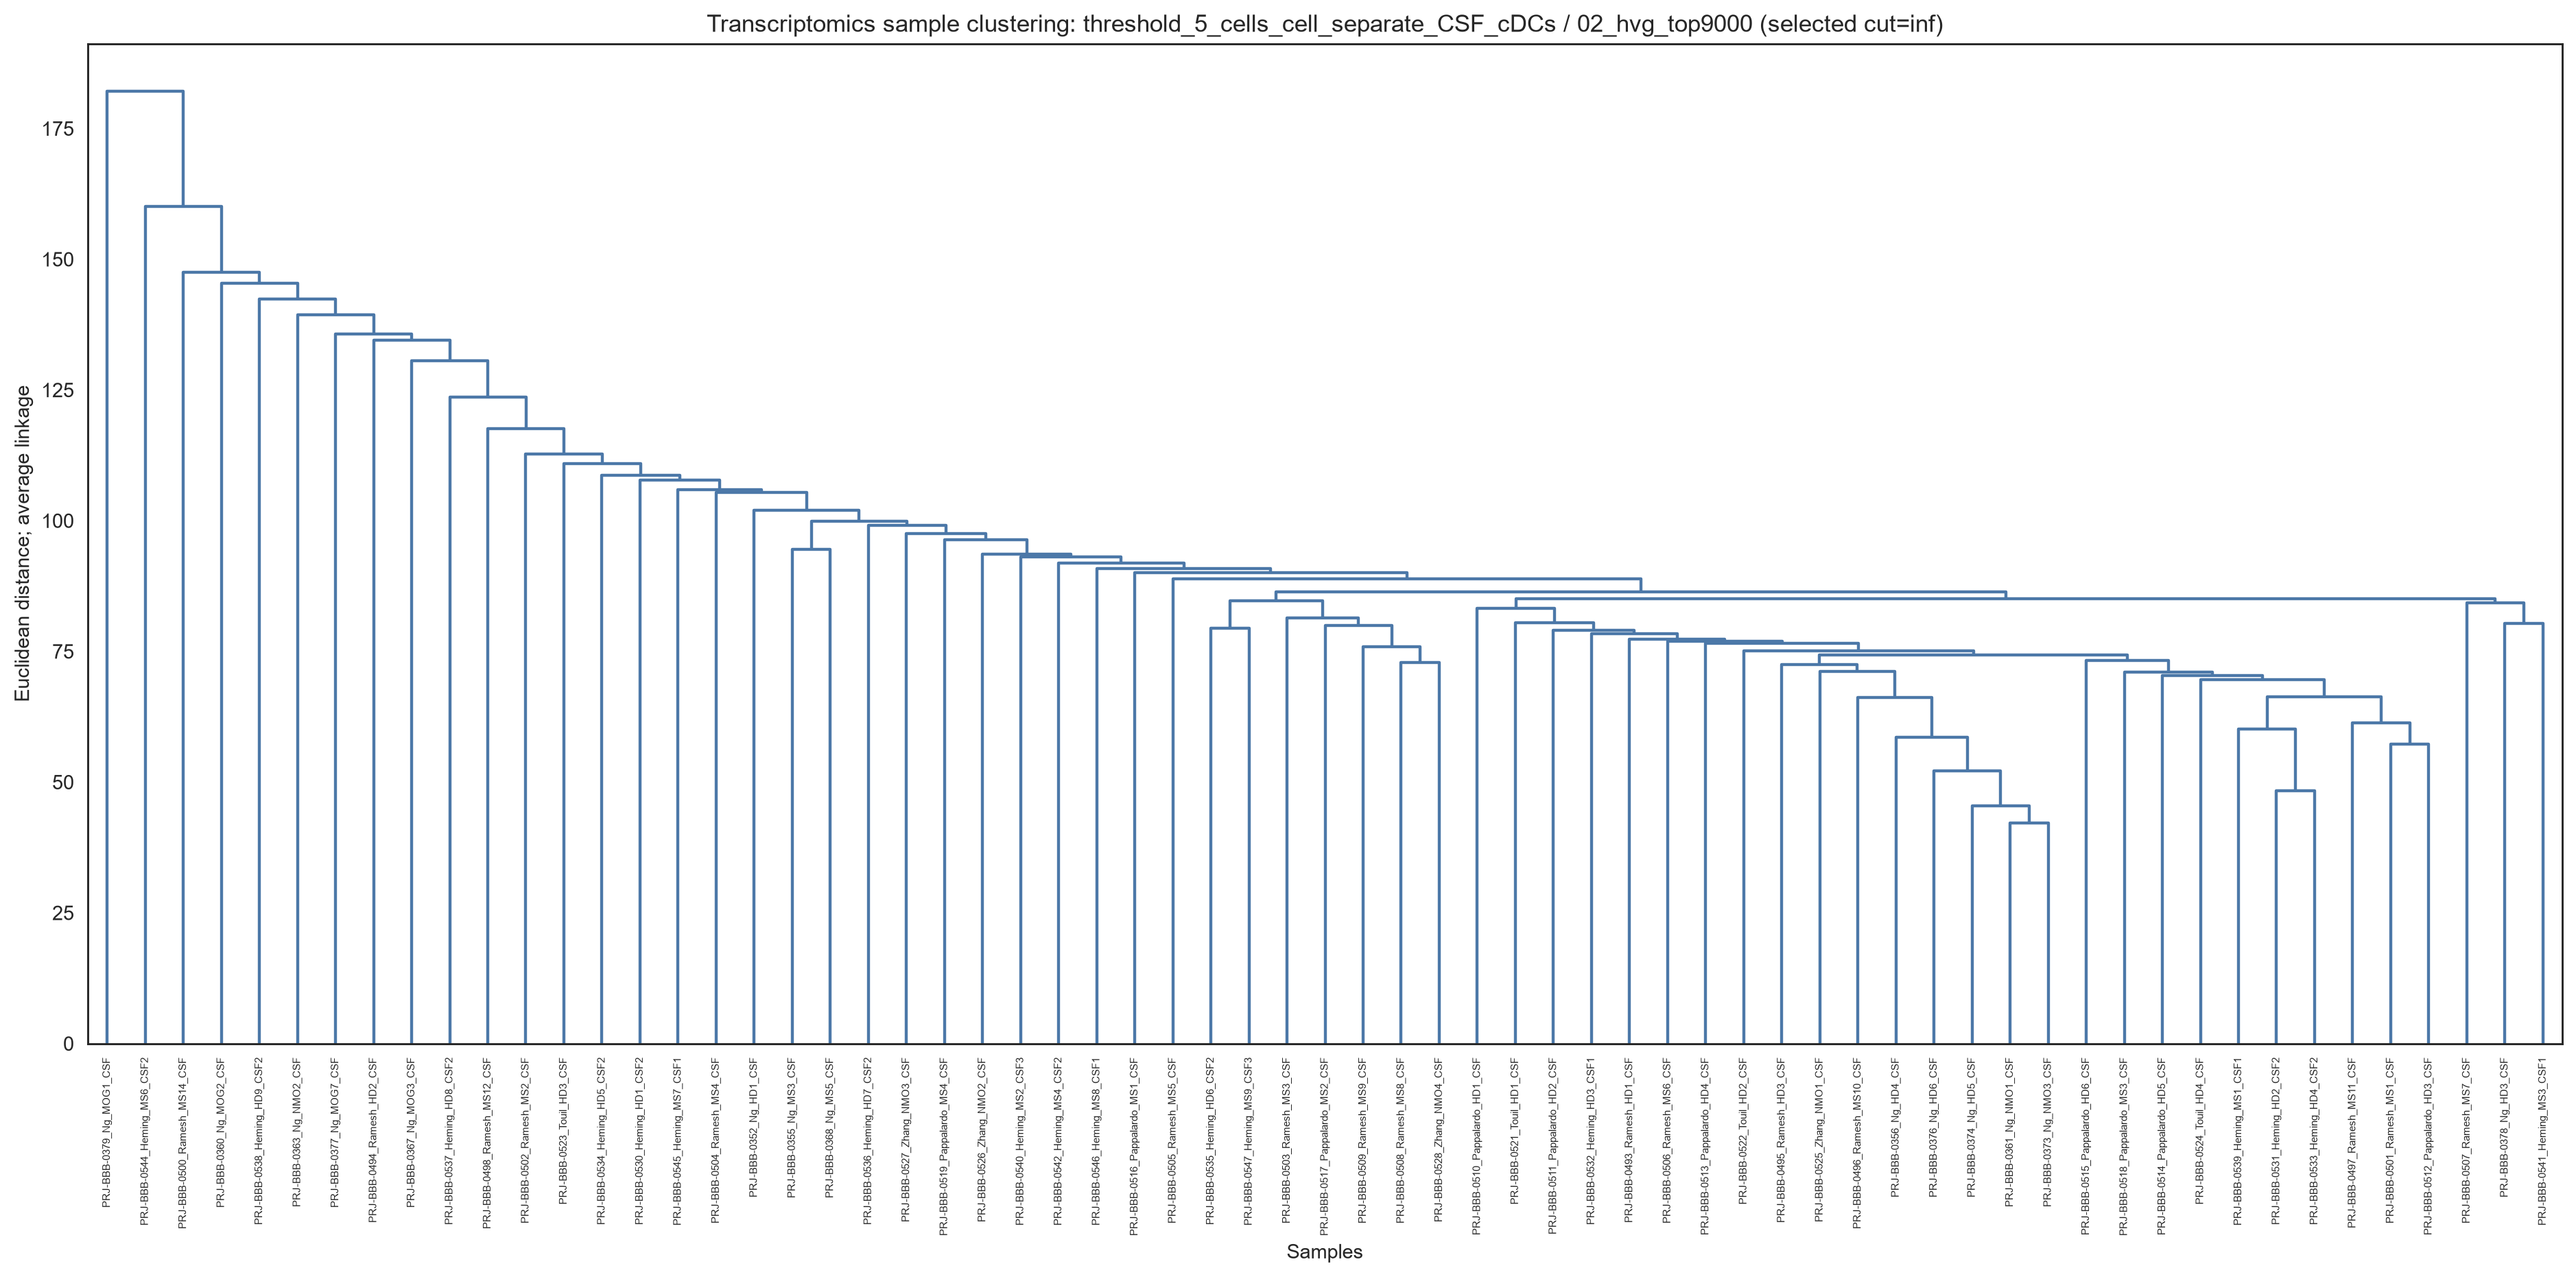 Transcriptomics sample clustering: threshold_5_cells_cell_separate_CSF_cDCs / 02_hvg_top9000 (selected cut=inf)
Euclidean distance; average linkage
175
150
125
100
75
50
25
0
PRJ-BBB-0379_Ng_MOG1_CSF
PRJ-BBB-0544_Heming_MS6_CSF2
PRJ-BBB-0500_Ramesh_MS14_CSF
PRJ-BBB-0360_Ng_MOG2_CSF
PRJ-BBB-0538_Heming_HD9_CSF2
PRJ-BBB-0363_Ng_NMO2_CSF
PRJ-BBB-0377_Ng_MOG7_CSF
PRJ-BBB-0494_Ramesh_HD2_CSF
PRJ-BBB-0367_Ng_MOG3_CSF
PRJ-BBB-0537_Heming_HD8_CSF2
PRJ-BBB-0498_Ramesh_MS12_CSF
PRJ-BBB-0502_Ramesh_MS2_CSF
PRJ-BBB-0523_Touil_HD3_CSF
PRJ-BBB-0534_Heming_HD5_CSF2
PRJ-BBB-0530_Heming_HD1_CSF2
PRJ-BBB-0545_Heming_MS7_CSF1
PRJ-BBB-0504_Ramesh_MS4_CSF
PRJ-BBB-0352_Ng_HD1_CSF
PRJ-BBB-0355_Ng_MS3_CSF
PRJ-BBB-0368_Ng_MS5_CSF
PRJ-BBB-0536_Heming_HD7_CSF2
PRJ-BBB-0527_Zhang_NMO3_CSF
PRJ-BBB-0519_Pappalardo_MS4_CSF
PRJ-BBB-0526_Zhang_NMO2_CSF
PRJ-BBB-0540_Heming_MS2_CSF3
PRJ-BBB-0542_Heming_MS4_CSF2
PRJ-BBB-0546_Heming_MS8_CSF1
PRJ-BBB-0516_Pappalardo_MS1_CSF
PRJ-BBB-0505_Ramesh_MS5_CSF
PRJ-BBB-0535_Heming_HD6_CSF2
PRJ-BBB-0547_Heming_MS9_CSF3
PRJ-BBB-0503_Ramesh_MS3_CSF
PRJ-BBB-0517_Pappalardo_MS2_CSF
PRJ-BBB-0509_Ramesh_MS9_CSF
PRJ-BBB-0508_Ramesh_MS8_CSF
PRJ-BBB-0528_Zhang_NMO4_CSF
PRJ-BBB-0510_Pappalardo_HD1_CSF
PRJ-BBB-0521_Touil_HD1_CSF
PRJ-BBB-0511_Pappalardo_HD2_CSF
PRJ-BBB-0532_Heming_HD3_CSF1
PRJ-BBB-0493_Ramesh_HD1_CSF
PRJ-BBB-0506_Ramesh_MS6_CSF
PRJ-BBB-0513_Pappalardo_HD4_CSF
PRJ-BBB-0522_Touil_HD2_CSF
PRJ-BBB-0495_Ramesh_HD3_CSF
PRJ-BBB-0525_Zhang_NMO1_CSF
PRJ-BBB-0496_Ramesh_MS10_CSF
PRJ-BBB-0356_Ng_HD4_CSF
PRJ-BBB-0376_Ng_HD6_CSF
PRJ-BBB-0374_Ng_HD5_CSF
PRJ-BBB-0361_Ng_NMO1_CSF
PRJ-BBB-0373_Ng_NMO3_CSF
PRJ-BBB-0515_Pappalardo_HD6_CSF
PRJ-BBB-0518_Pappalardo_MS3_CSF
PRJ-BBB-0514_Pappalardo_HD5_CSF
PRJ-BBB-0524_Touil_HD4_CSF
PRJ-BBB-0539_Heming_MS1_CSF1
PRJ-BBB-0531_Heming_HD2_CSF2
PRJ-BBB-0533_Heming_HD4_CSF2
PRJ-BBB-0497_Ramesh_MS11_CSF
PRJ-BBB-0501_Ramesh_MS1_CSF
PRJ-BBB-0512_Pappalardo_HD3_CSF
PRJ-BBB-0507_Ramesh_MS7_CSF
PRJ-BBB-0378_Ng_HD3_CSF
PRJ-BBB-0541_Heming_MS3_CSF1
Samples